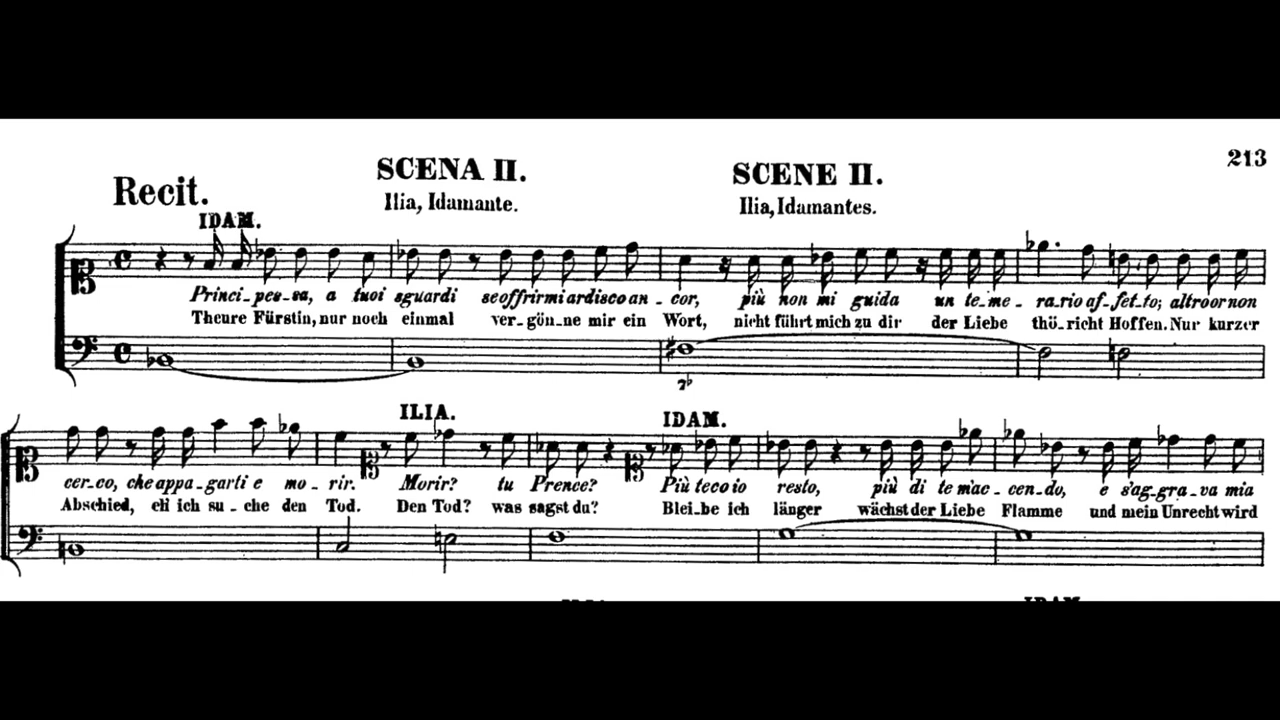 213
SCENA II. SCENE II.
Recit. Ilia, Idamante. Ilia, Idamantes.
IDAM.
Princi-pes-sa, a tuoi sguardi se offrirmi ardisco an-cor, più non mi guida un te-me-ra-rio af-fet-to; altro or non
Theure Fürstin, nur noch einmal ver-gön-ne mir ein Wort, nicht führt mich zu dir der Liebe thö-richt Hoffen. Nur kurzer
7♭
ILIA. IDAM.
cer-co, che appa-garti e mo-rir. Morir? tu Prence? Più teco io resto, più di te m'ac-cen-do, e s'ag-gra-va mia
Abschied, eh ich su-che den Tod. Den Tod? was sagst du? Blei-be ich länger wächst der Liebe Flamme und mein Unrecht wird
IDAM